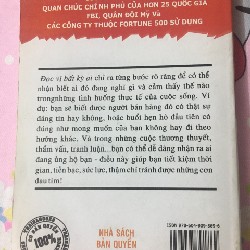 QUAN CHỨC CHÍNH PHỦ CỦA HƠN 25 QUỐC GIA
FBI, QUÂN ĐỘI MỸ VÀ
CÁC CÔNG TY THUỘC FORTUNE 500 SỬ DỤNG
Đọc vị bất kỳ ai chỉ ra từng bước rõ ràng để có thể
nhận biết ai đó đang nghĩ gì và cảm thấy thế nào
trong những tình huống thực tế của cuộc sống. Ví
dụ: bạn sẽ biết được người bán hàng đó có thật sự
đáng tin hay không, hoặc buổi hẹn hò đầu tiên có
đúng như mong muốn của bạn không hay đi theo
hướng khác. Và trong những cuộc thương thuyết,
thẩm vấn, tranh luận...bạn có thể dễ dàng nhận ra ai
đang ủng hộ bạn - điều này giúp bạn tiết kiệm thời gian,
tiền bạc, sức lực, thậm chí tránh được những cơn
đau tim!
NHÀ SÁCH
BẢN QUYỀN
100%